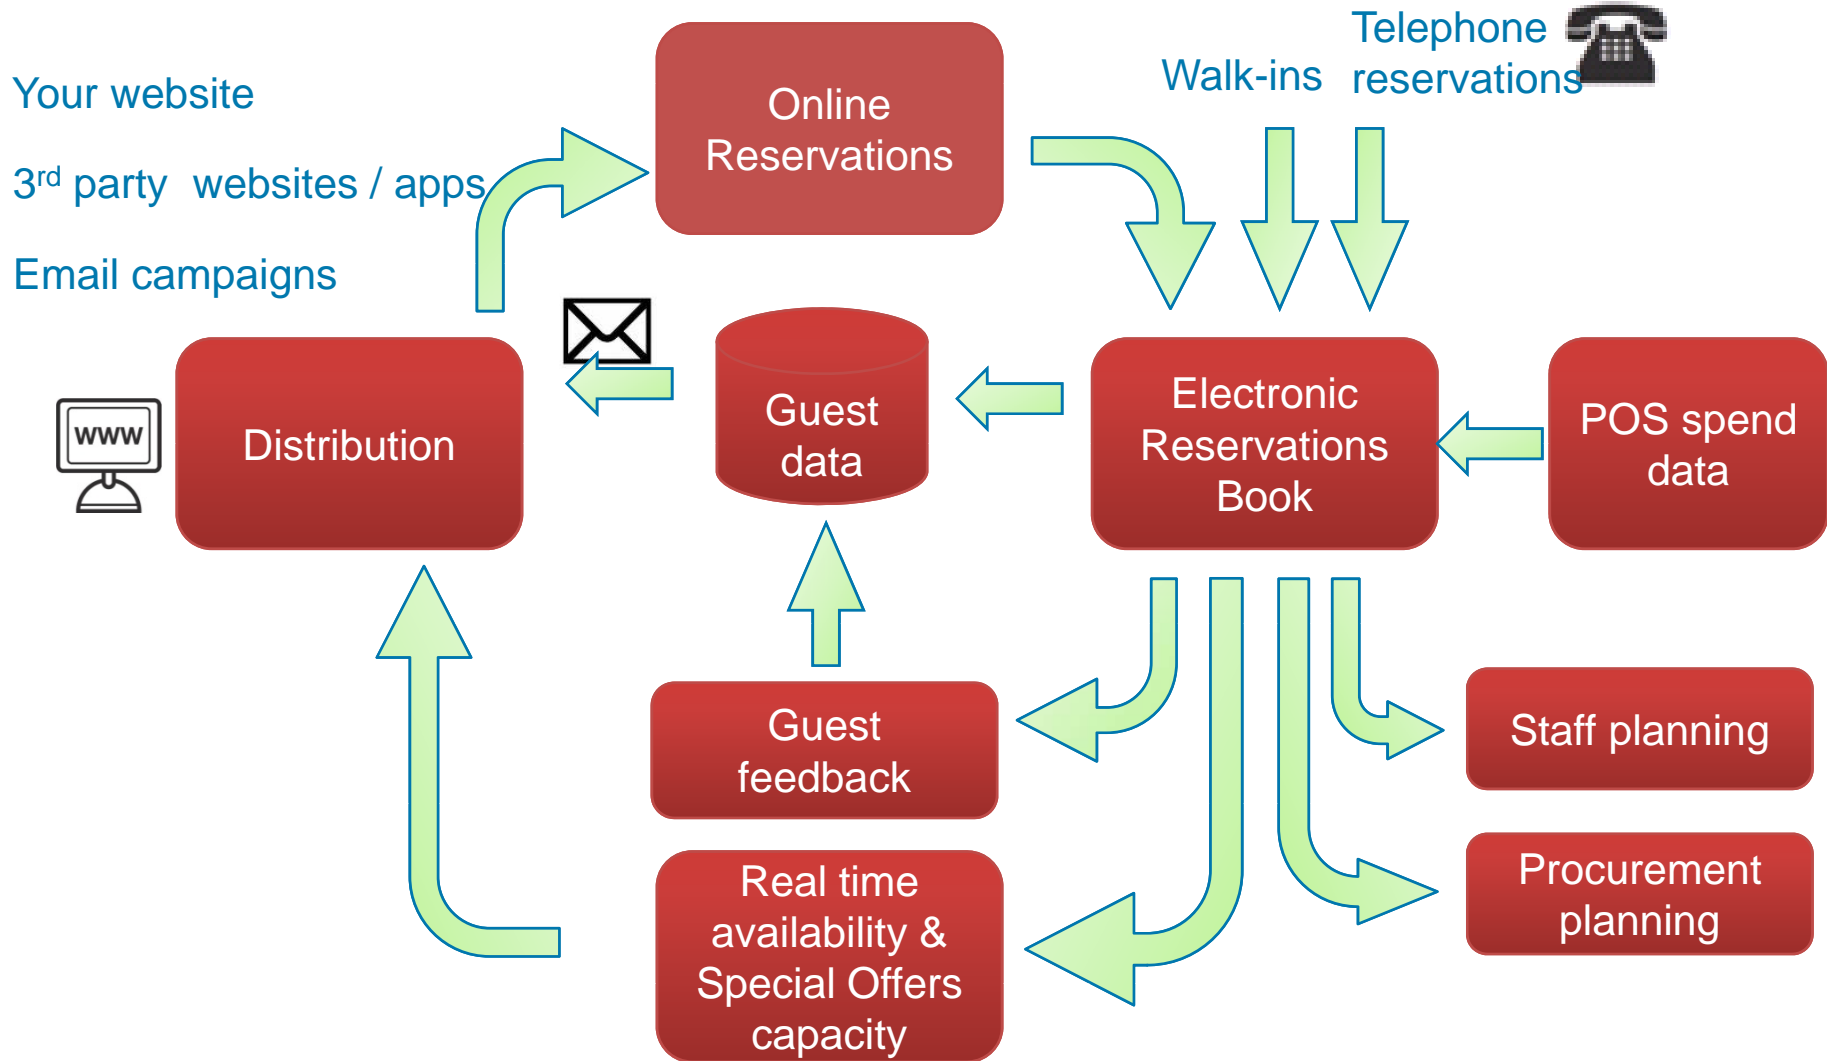 Telephone
Walk-ins reservations
Your website
3rd party websites / apps
Email campaigns
Online
Reservations
www
Distribution
Guest
data
Electronic
Reservations
Book
POS spend
data
Guest
feedback
Staff planning
Real time
availability &
Special Offers
capacity
Procurement
planning